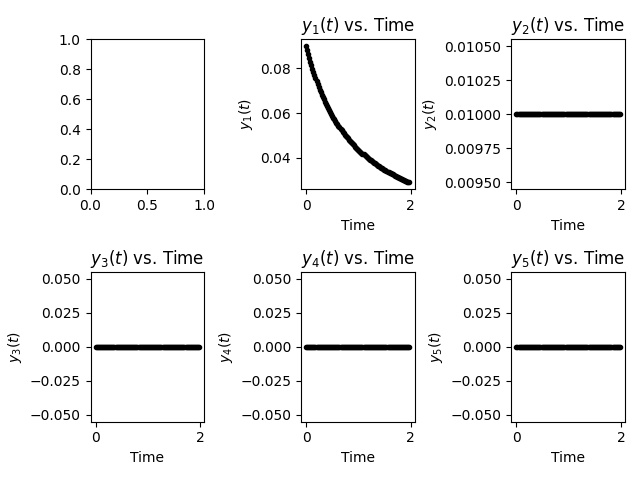 1.0
0.8
0.6
0.4
0.2
0.0
0.0 0.5 1.0
y₁(t) vs. Time
y₁(t)
0.08
0.06
0.04
0 2
Time
y₂(t) vs. Time
y₂(t)
0.01050
0.01025
0.01000
0.00975
0.00950
0 2
Time
y₃(t) vs. Time
y₃(t)
0.050
0.025
0.000
−0.025
−0.050
0 2
Time
y₄(t) vs. Time
y₄(t)
0.050
0.025
0.000
−0.025
−0.050
0 2
Time
y₅(t) vs. Time
y₅(t)
0.050
0.025
0.000
−0.025
−0.050
0 2
Time